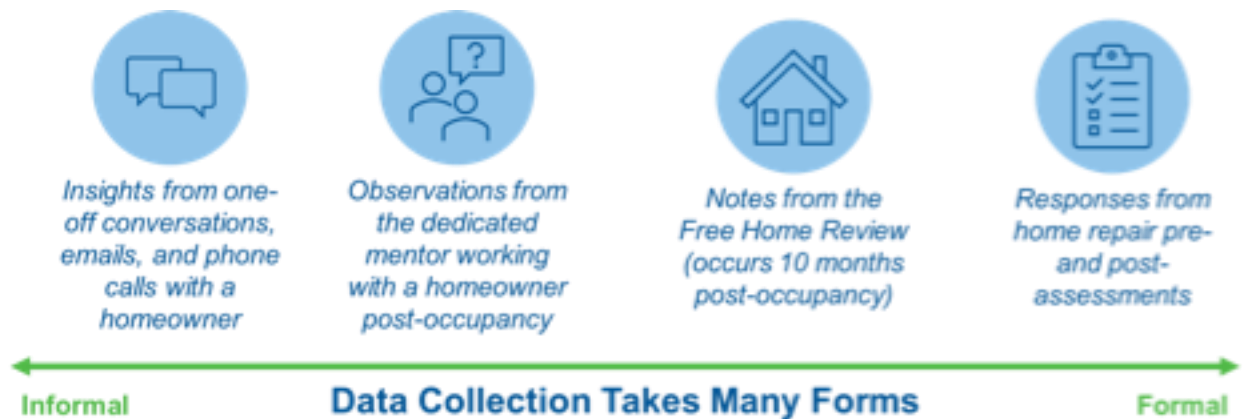 ?
Insights from one-
off conversations,
emails, and phone
calls with a
homeowner
Observations from
the dedicated
mentor working
with a homeowner
post-occupancy
Notes from the
Free Home Review
(occurs 10 months
post-occupancy)
Responses from
home repair pre-
and post-
assessments
Informal
Data Collection Takes Many Forms
Formal